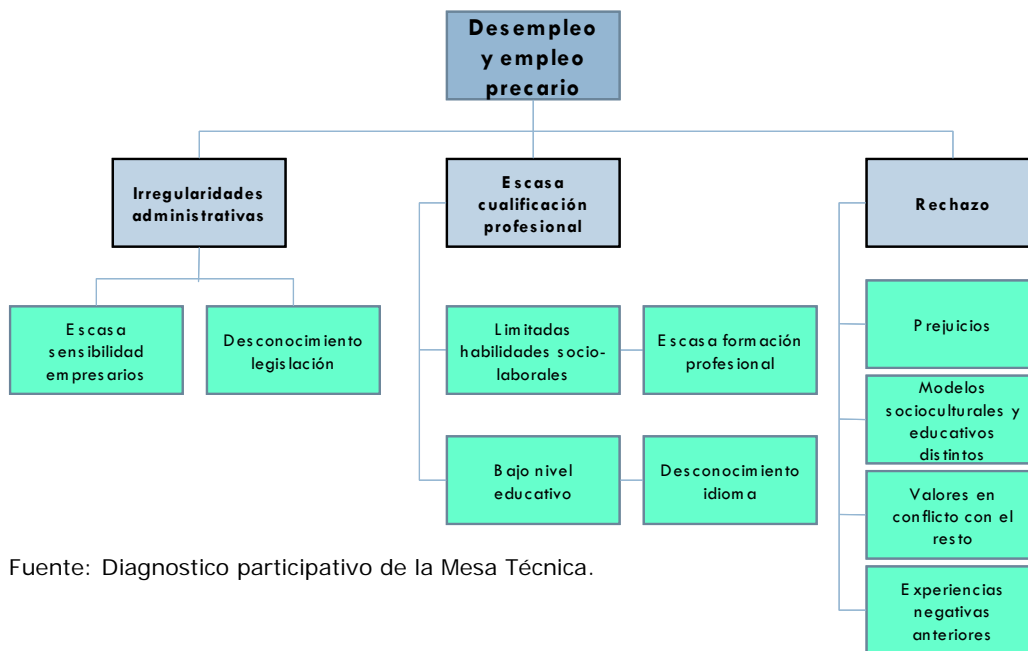 Desempleo
y empleo
precario
Irregularidades
administrativas
Escasa
cualificación
profesional
Rechazo
Escasa
sensibilidad
empresarios
Desconocimiento
legislación
Limitadas
habilidades socio-
laborales
Escasa formación
profesional
Bajo nivel
educativo
Desconocimiento
idioma
Prejuicios
Modelos
socioculturales y
educativos
distintos
Valores en
conflicto con el
resto
Experiencias
negativas
anteriores
Fuente: Diagnostico participativo de la Mesa Técnica.